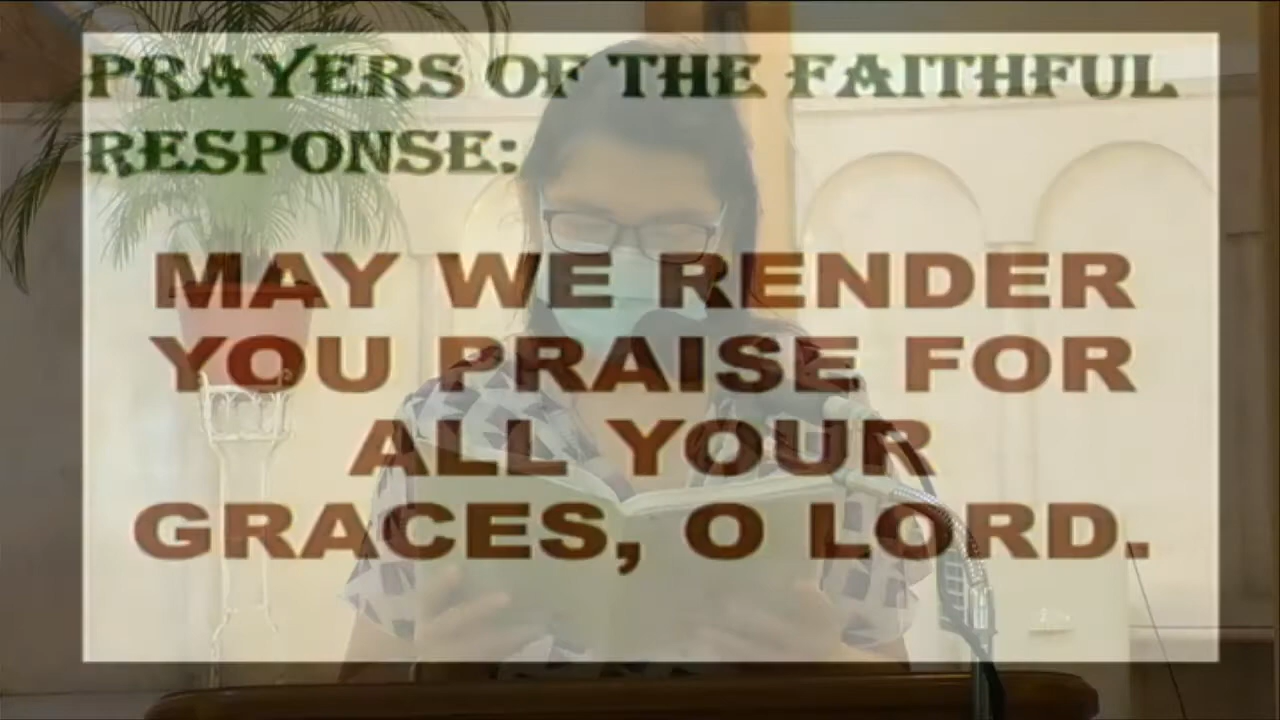 PRAYERS OF THE FAITHFUL
RESPONSE:
MAY WE RENDER
YOU PRAISE FOR
ALL YOUR
GRACES, O LORD.